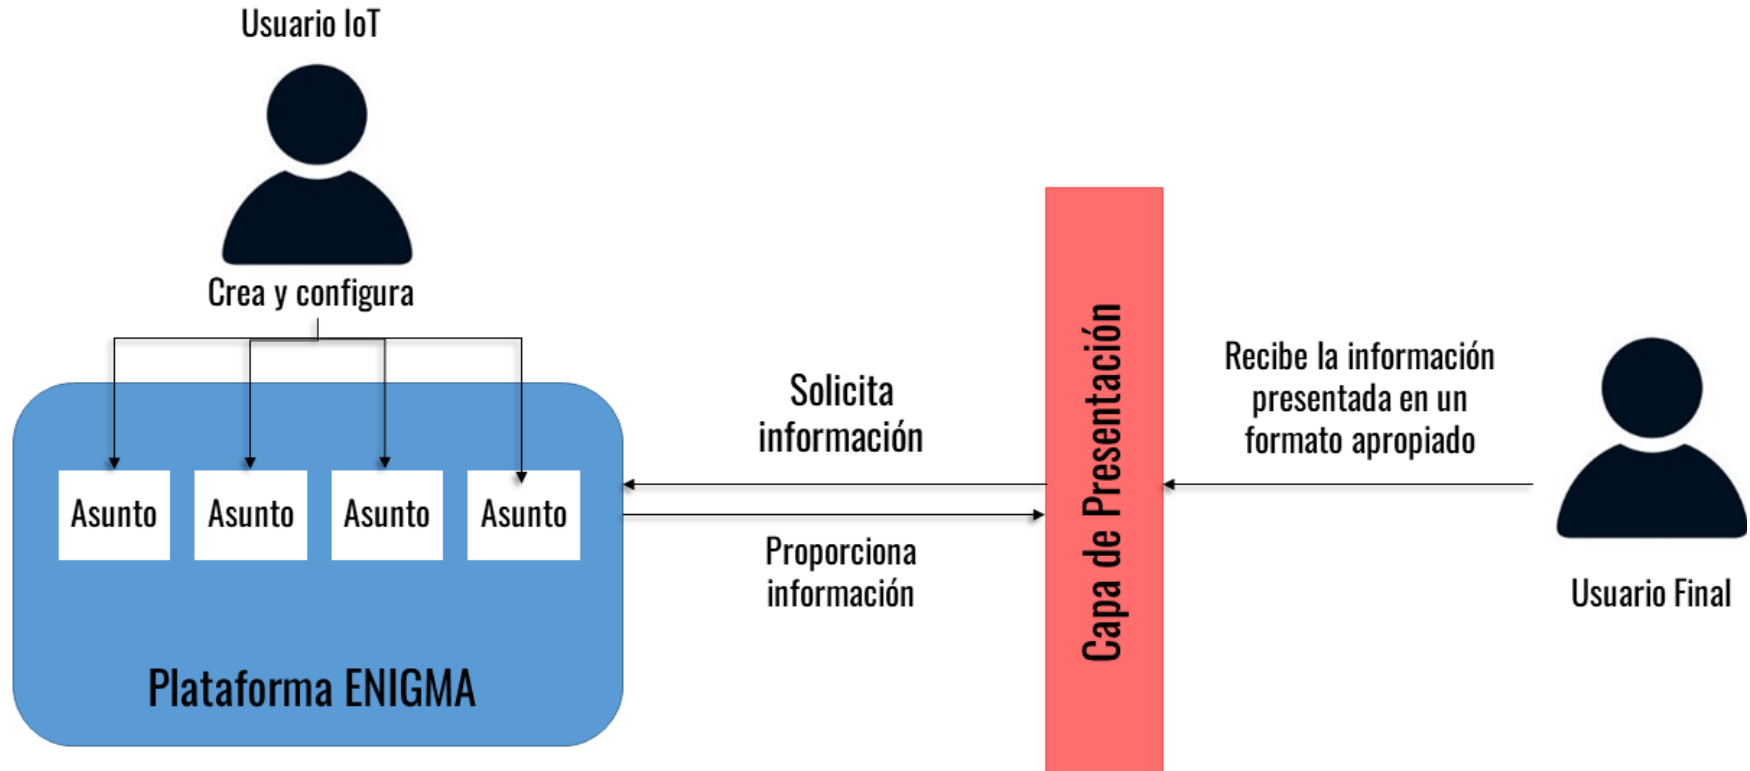 Usuario IoT
Crea y configura
Asunto
Asunto
Asunto
Asunto
Plataforma ENIGMA
Solicita
información
Proporciona
información
Capa de Presentación
Recibe la información
presentada en un
formato apropiado
Usuario Final